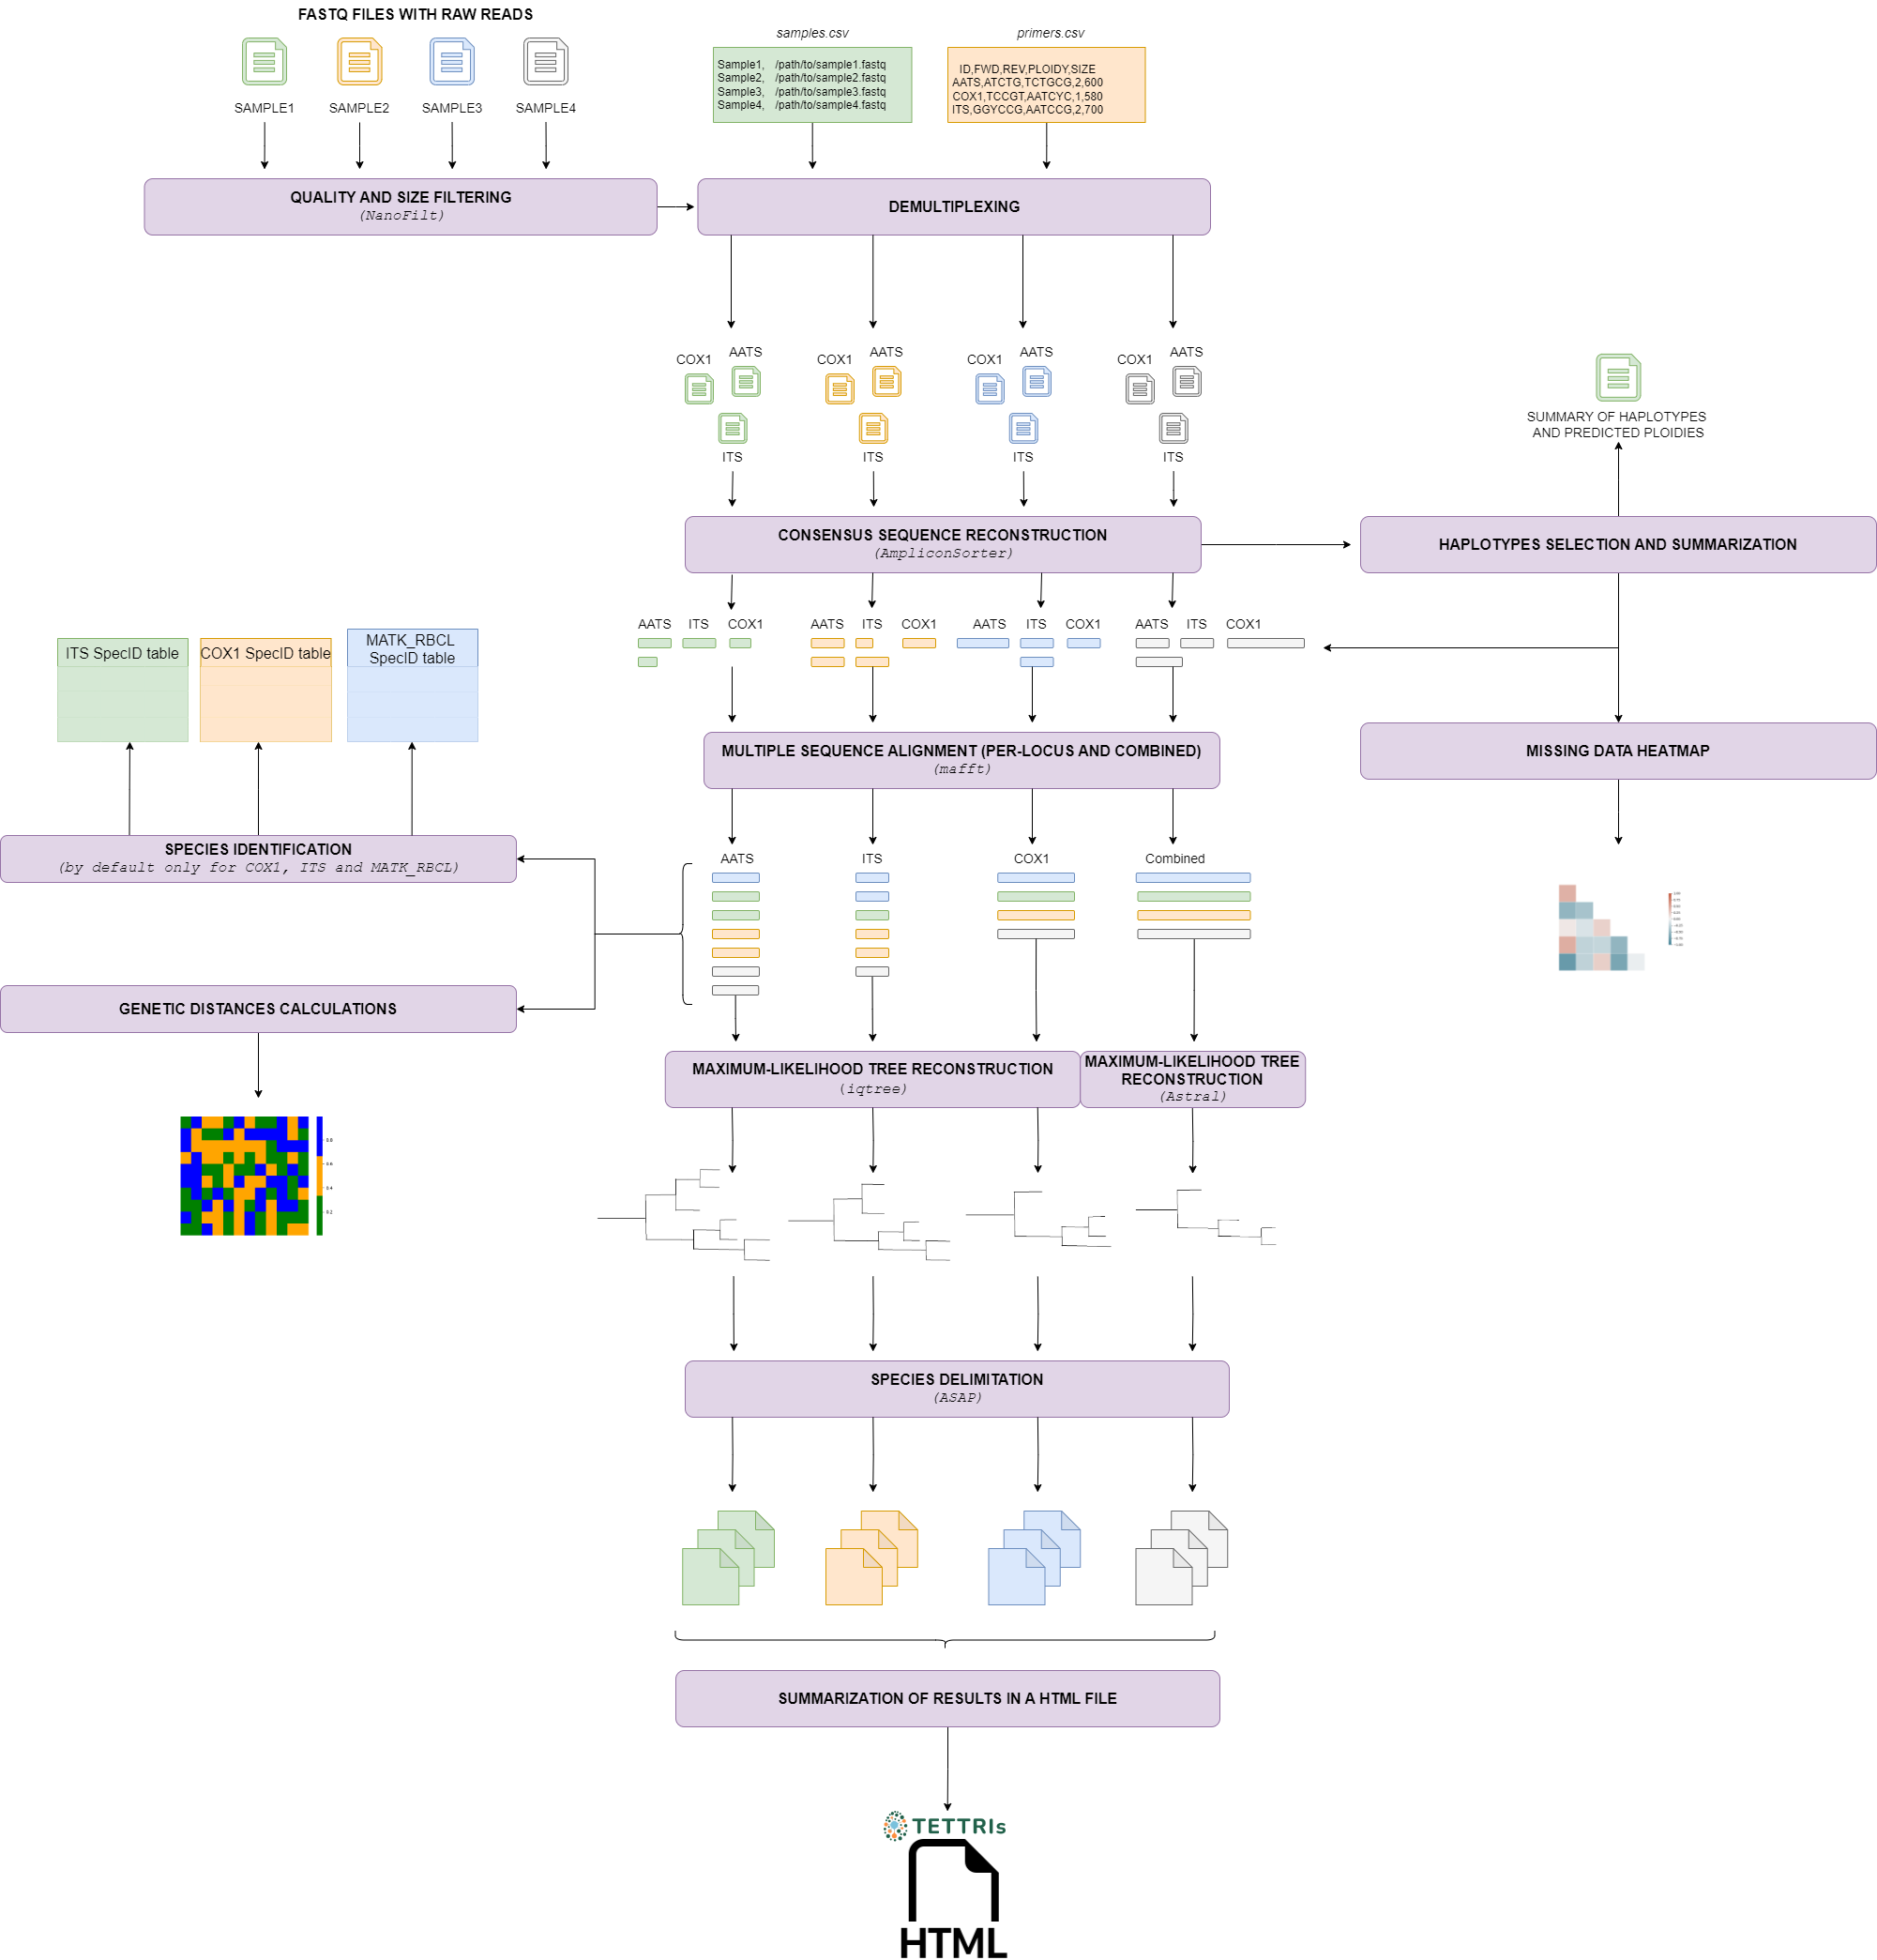 FASTQ FILES WITH RAW READS
SAMPLE1
SAMPLE2
SAMPLE3
SAMPLE4
samples.csv
Sample1, /path/to/sample1.fastq
Sample2, /path/to/sample2.fastq
Sample3, /path/to/sample3.fastq
Sample4, /path/to/sample4.fastq
primers.csv
ID,FWD,REV,PLOIDY,SIZE
AATS,ATCTG,TCTGCG,2,600
COX1,TCCGT,AATCYC,1,580
ITS,GGYCCG,AATCCG,2,700
QUALITY AND SIZE FILTERING
(NanoFilt)
DEMULTIPLEXING
COX1
AATS
ITS
COX1
AATS
ITS
COX1
AATS
ITS
COX1
AATS
ITS
SUMMARY OF HAPLOTYPES
AND PREDICTED PLOIDIES
CONSENSUS SEQUENCE RECONSTRUCTION
(AmpliconSorter)
HAPLOTYPES SELECTION AND SUMMARIZATION
AATS ITS COX1
AATS ITS COX1
AATS ITS COX1
AATS ITS COX1
ITS SpecID table
COX1 SpecID table
MATK_RBCL
SpecID table
MULTIPLE SEQUENCE ALIGNMENT (PER-LOCUS AND COMBINED)
(mafft)
MISSING DATA HEATMAP
SPECIES IDENTIFICATION
(by default only for COX1, ITS and MATK_RBCL)
AATS
ITS
COX1
Combined
GENETIC DISTANCES CALCULATIONS
MAXIMUM-LIKELIHOOD TREE RECONSTRUCTION
(iqtree)
MAXIMUM-LIKELIHOOD TREE
RECONSTRUCTION
(Astral)
0.8
0.6
0.4
0.2
SPECIES DELIMITATION
(ASAP)
SUMMARIZATION OF RESULTS IN A HTML FILE
TETTRIs
HTML